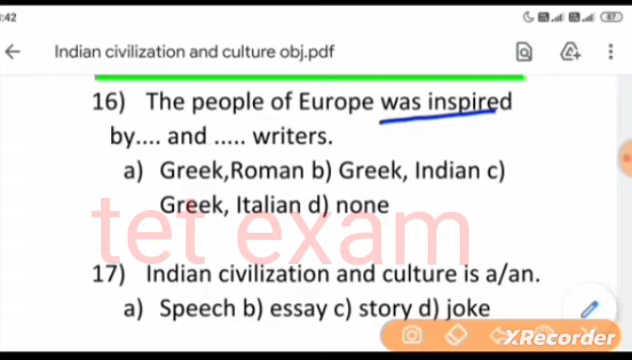 :42
87
Indian civilization and culture obj.pdf
16) The people of Europe was inspired
by.... and ..... writers.
a) Greek,Roman b) Greek, Indian c)
Greek, Italian d) none
tet exam
17) Indian civilization and culture is a/an.
a) Speech b) essay c) story d) joke
XRecorder